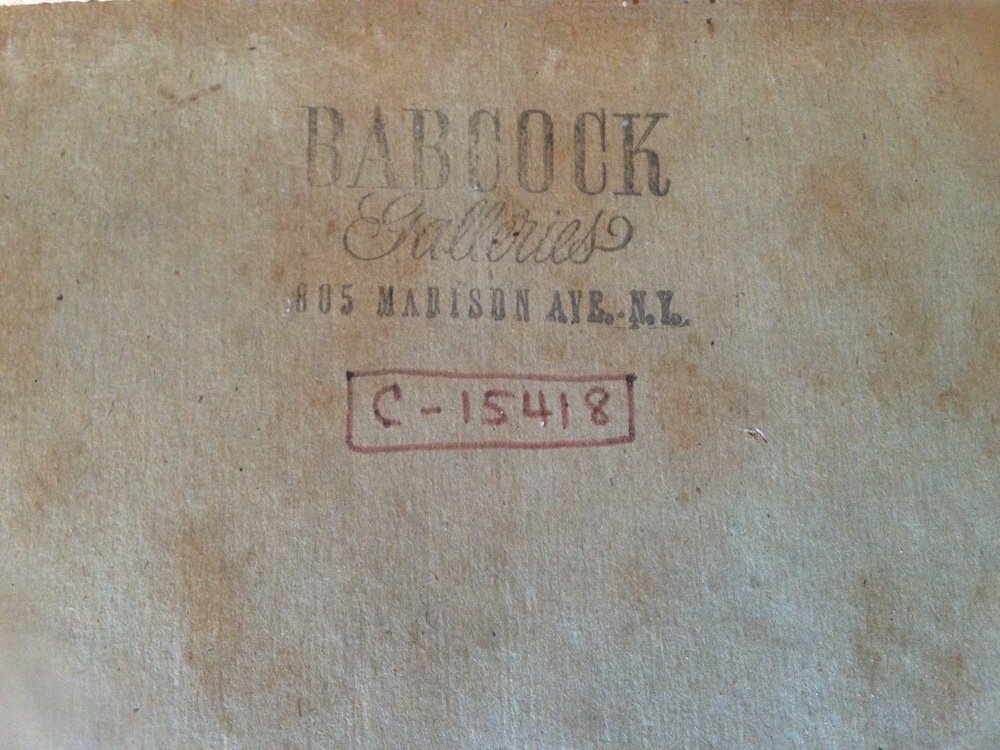 BABCOCK
Galleries
805 MADISON AVE. N.Y.
C-15418